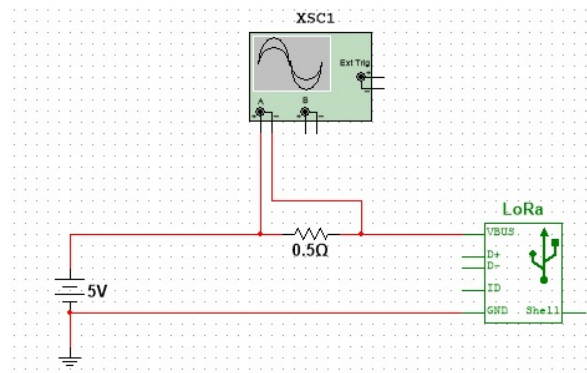 XSC1
Ext Trig
+
-
A
B
+ -
+ -
LoRa
VBUS
0.5Ω
D+
D-
5V
ID
GND Shell